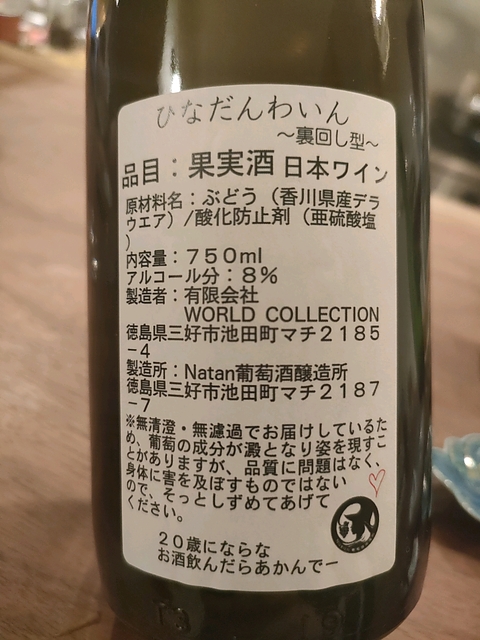 ひなだんわいん
～裏回し型～
品目：果実酒 日本ワイン
原材料名：ぶどう（香川県産デラ
ウエア）/酸化防止剤（亜硫酸塩
）
内容量：７５０ml
アルコール分：８％
製造者：有限会社
WORLD COLLECTION
徳島県三好市池田町マチ２１８５
－４
製造所：Natan葡萄酒醸造所
徳島県三好市池田町マチ２１８７
－７
※無清澄・無濾過でお届けしているた
め、葡萄の成分が澱となり姿を現すこ
とがありますが、品質に問題はなく、
身体に害を及ぼすものではない
ので、そっとしずめてあげて
ください。
２０歳にならな
お酒飲んだらあかんでー